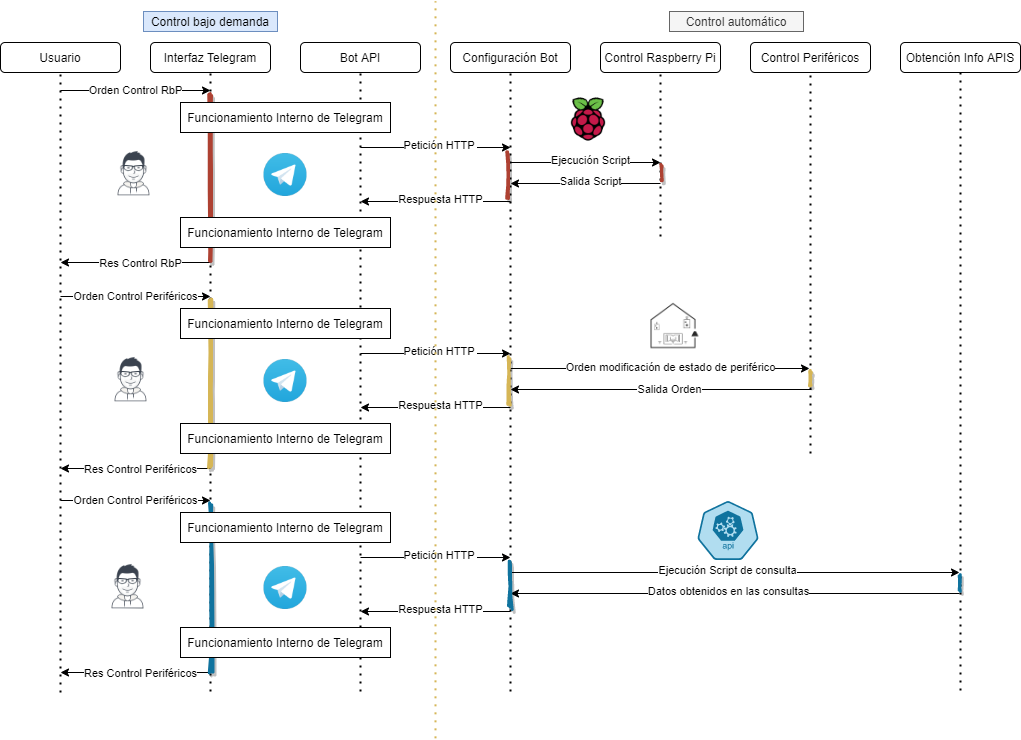 Control bajo demanda
Control automático
Usuario
Interfaz Telegram
Bot API
Configuración Bot
Control Raspberry Pi
Control Periféricos
Obtención Info APIS
Orden Control RbP
Funcionamiento Interno de Telegram
Petición HTTP
Ejecución Script
Salida Script
Respuesta HTTP
Funcionamiento Interno de Telegram
Res Control RbP
Orden Control Periféricos
Funcionamiento Interno de Telegram
Petición HTTP
Orden modificación de estado de periférico
Salida Orden
Respuesta HTTP
Funcionamiento Interno de Telegram
Res Control Periféricos
Orden Control Periféricos
Funcionamiento Interno de Telegram
api
Petición HTTP
Ejecución Script de consulta
Datos obtenidos en las consultas
Respuesta HTTP
Funcionamiento Interno de Telegram
Res Control Periféricos